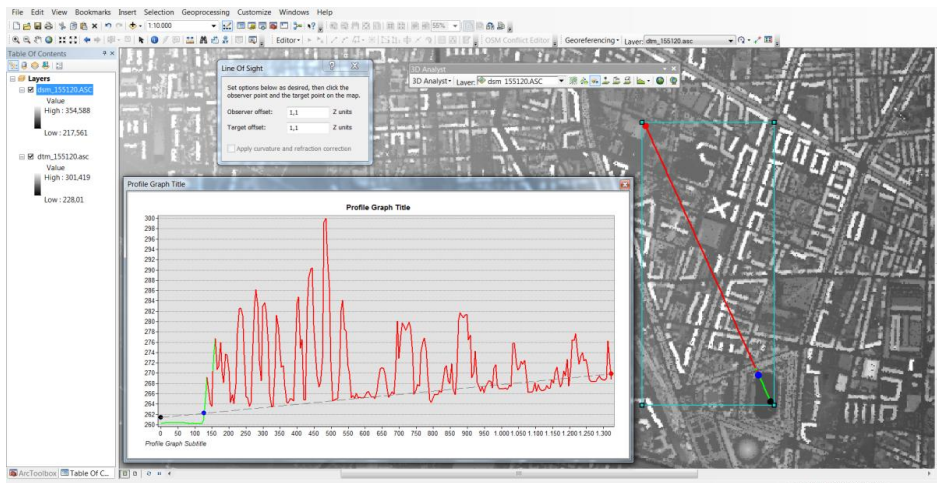 File Edit View Bookmarks Insert Selection Geoprocessing Customize Windows Help
1:10.000
55%
Editor
OSM Conflict Editor
Georeferencing
Layer: dtm_155120.asc
Table Of Contents
Layers
dsm_155120.ASC
Value
High : 354,588
Low : 217,561
dtm_155120.asc
Value
High : 301,419
Low : 228,01
Line Of Sight
Set options below as desired, then click the
observer point and the target point on the map.
Observer offset: 1,1 Z units
Target offset: 1,1 Z units
Apply curvature and refraction correction
3D Analyst
3D Analyst Layer: dsm_155120.ASC
Profile Graph Title
Profile Graph Title
300
298
296
294
292
290
288
286
284
282
280
278
276
274
272
270
268
266
264
262
260
0 50 100 150 200 250 300 350 400 450 500 550 600 650 700 750 800 850 900 950 1.000 1.050 1.100 1.150 1.200 1.250 1.300
Profile Graph Subtitle
ArcToolbox Table Of C...